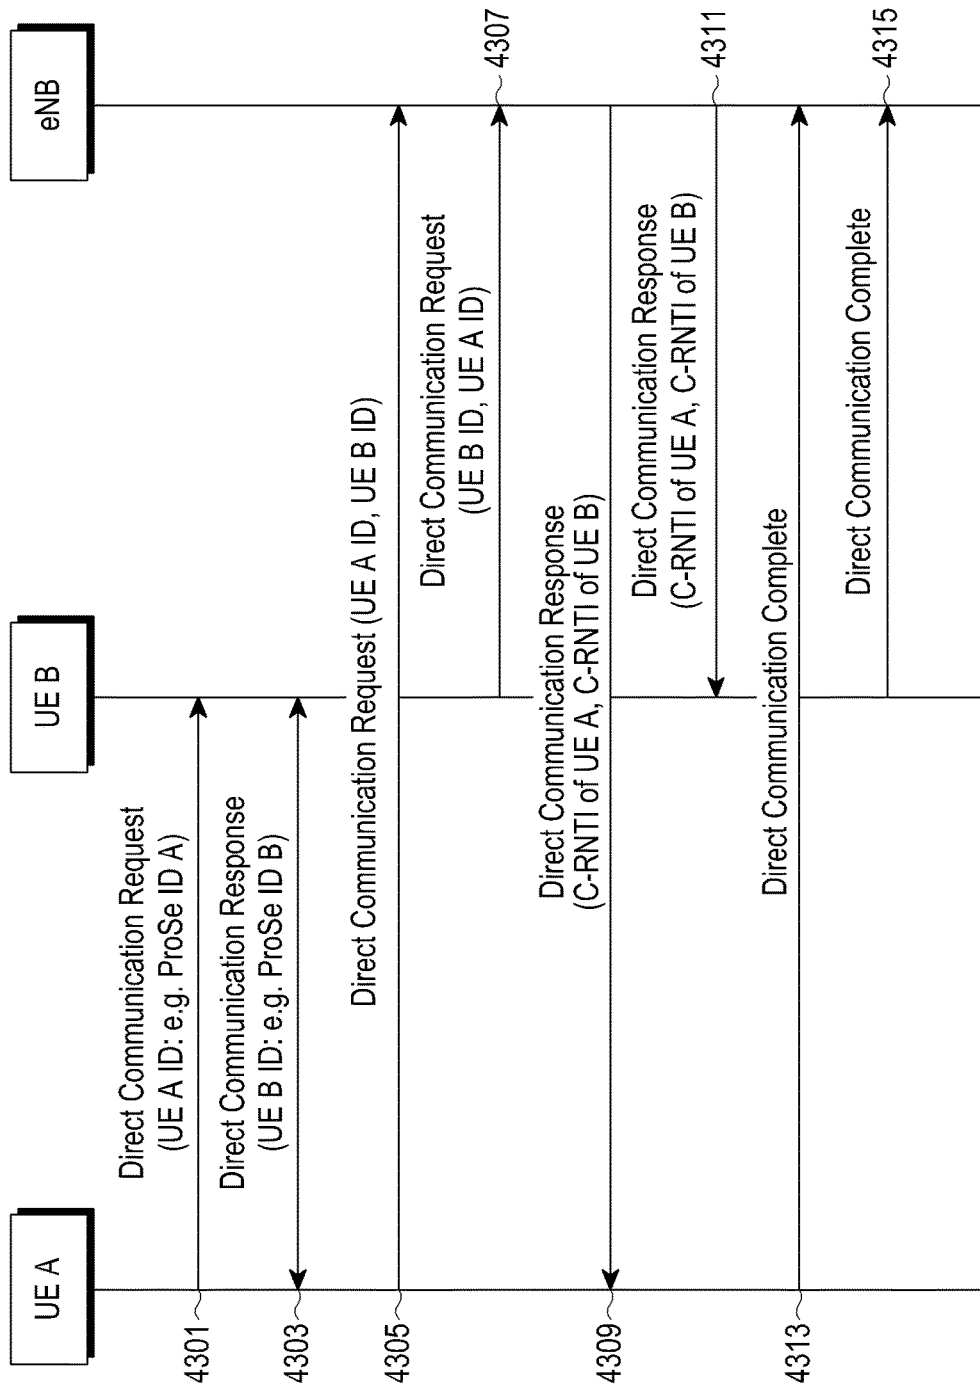 UE A
UE B
eNB
Direct Communication Request
(UE A ID: e.g. ProSe ID A)
4301
Direct Communication Response
(UE B ID: e.g. ProSe ID B)
4303
Direct Communication Request (UE A ID, UE B ID)
4305
Direct Communication Request
(UE B ID, UE A ID)
4307
Direct Communication Response
(C-RNTI of UE A, C-RNTI of UE B)
4309
Direct Communication Response
(C-RNTI of UE A, C-RNTI of UE B)
4311
Direct Communication Complete
4313
Direct Communication Complete
4315